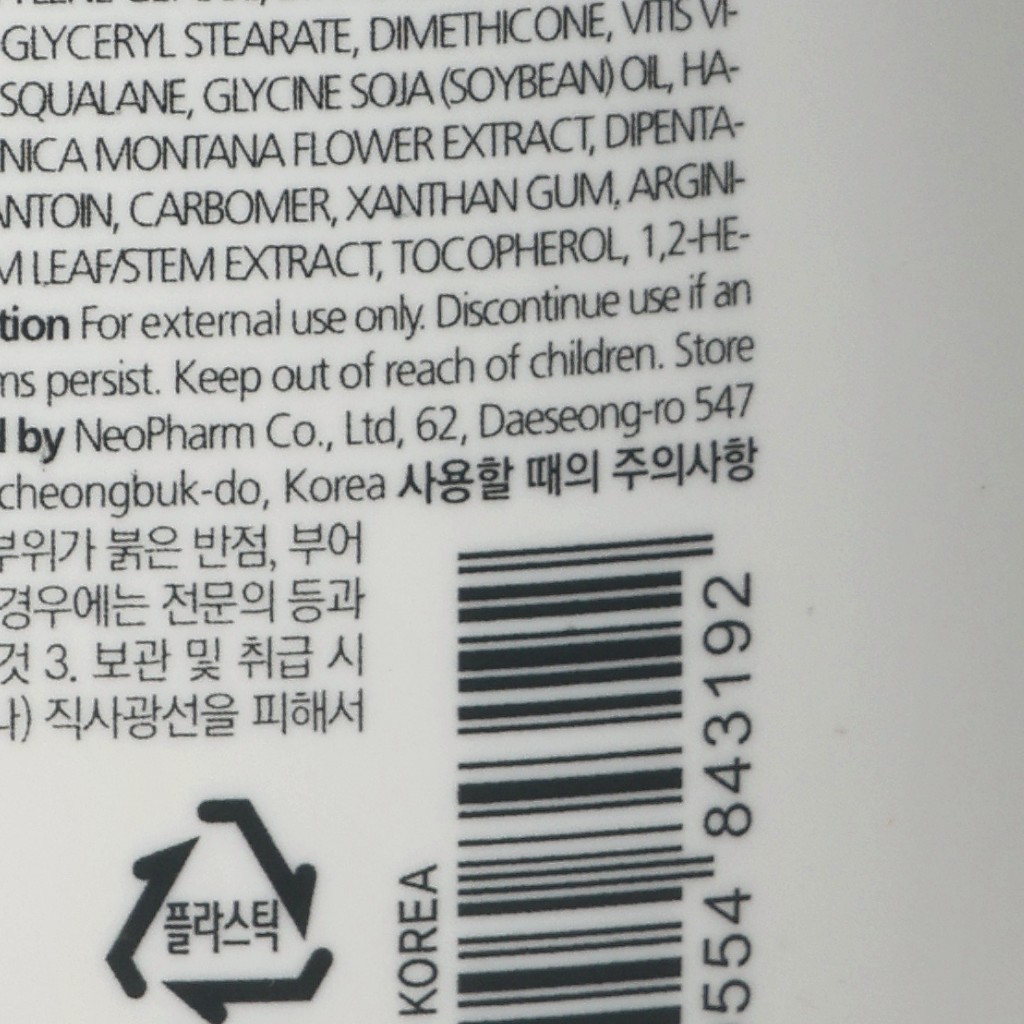 GLYCERYL STEARATE, DIMETHICONE, VITIS VI-
SQUALANE, GLYCINE SOJA (SOYBEAN) OIL, HA-
NICA MONTANA FLOWER EXTRACT, DIPENTA-
ANTOIN, CARBOMER, XANTHAN GUM, ARGINI-
M LEAF/STEM EXTRACT, TOCOPHEROL, 1,2-HE-
tion For external use only. Discontinue use if an
ms persist. Keep out of reach of children. Store
d by NeoPharm Co., Ltd, 62, Daeseong-ro 547
cheongbuk-do, Korea 사용할 때의 주의사항
부위가 붉은 반점, 부어
경우에는 전문의 등과
것 3. 보관 및 취급 시
나) 직사광선을 피해서
플라스틱
KOREA
554 843192